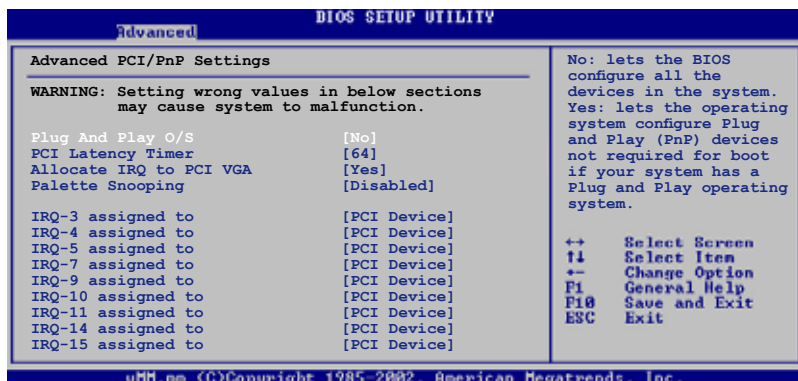 BIOS SETUP UTILITY
Advanced
Advanced PCI/PnP Settings
WARNING: Setting wrong values in below sections
may cause system to malfunction.
Plug And Play O/S [No]
PCI Latency Timer [64]
Allocate IRQ to PCI VGA [Yes]
Palette Snooping [Disabled]
IRQ-3 assigned to [PCI Device]
IRQ-4 assigned to [PCI Device]
IRQ-5 assigned to [PCI Device]
IRQ-7 assigned to [PCI Device]
IRQ-9 assigned to [PCI Device]
IRQ-10 assigned to [PCI Device]
IRQ-11 assigned to [PCI Device]
IRQ-14 assigned to [PCI Device]
IRQ-15 assigned to [PCI Device]
No: lets the BIOS
configure all the
devices in the system.
Yes: lets the operating
system configure Plug
and Play (PnP) devices
not required for boot
if your system has a
Plug and Play operating
system.
↔ Select Screen
↑↓ Select Item
+- Change Option
F1 General Help
F10 Save and Exit
ESC Exit
(C)Copyright 1985-2002, American Megatrends, Inc.